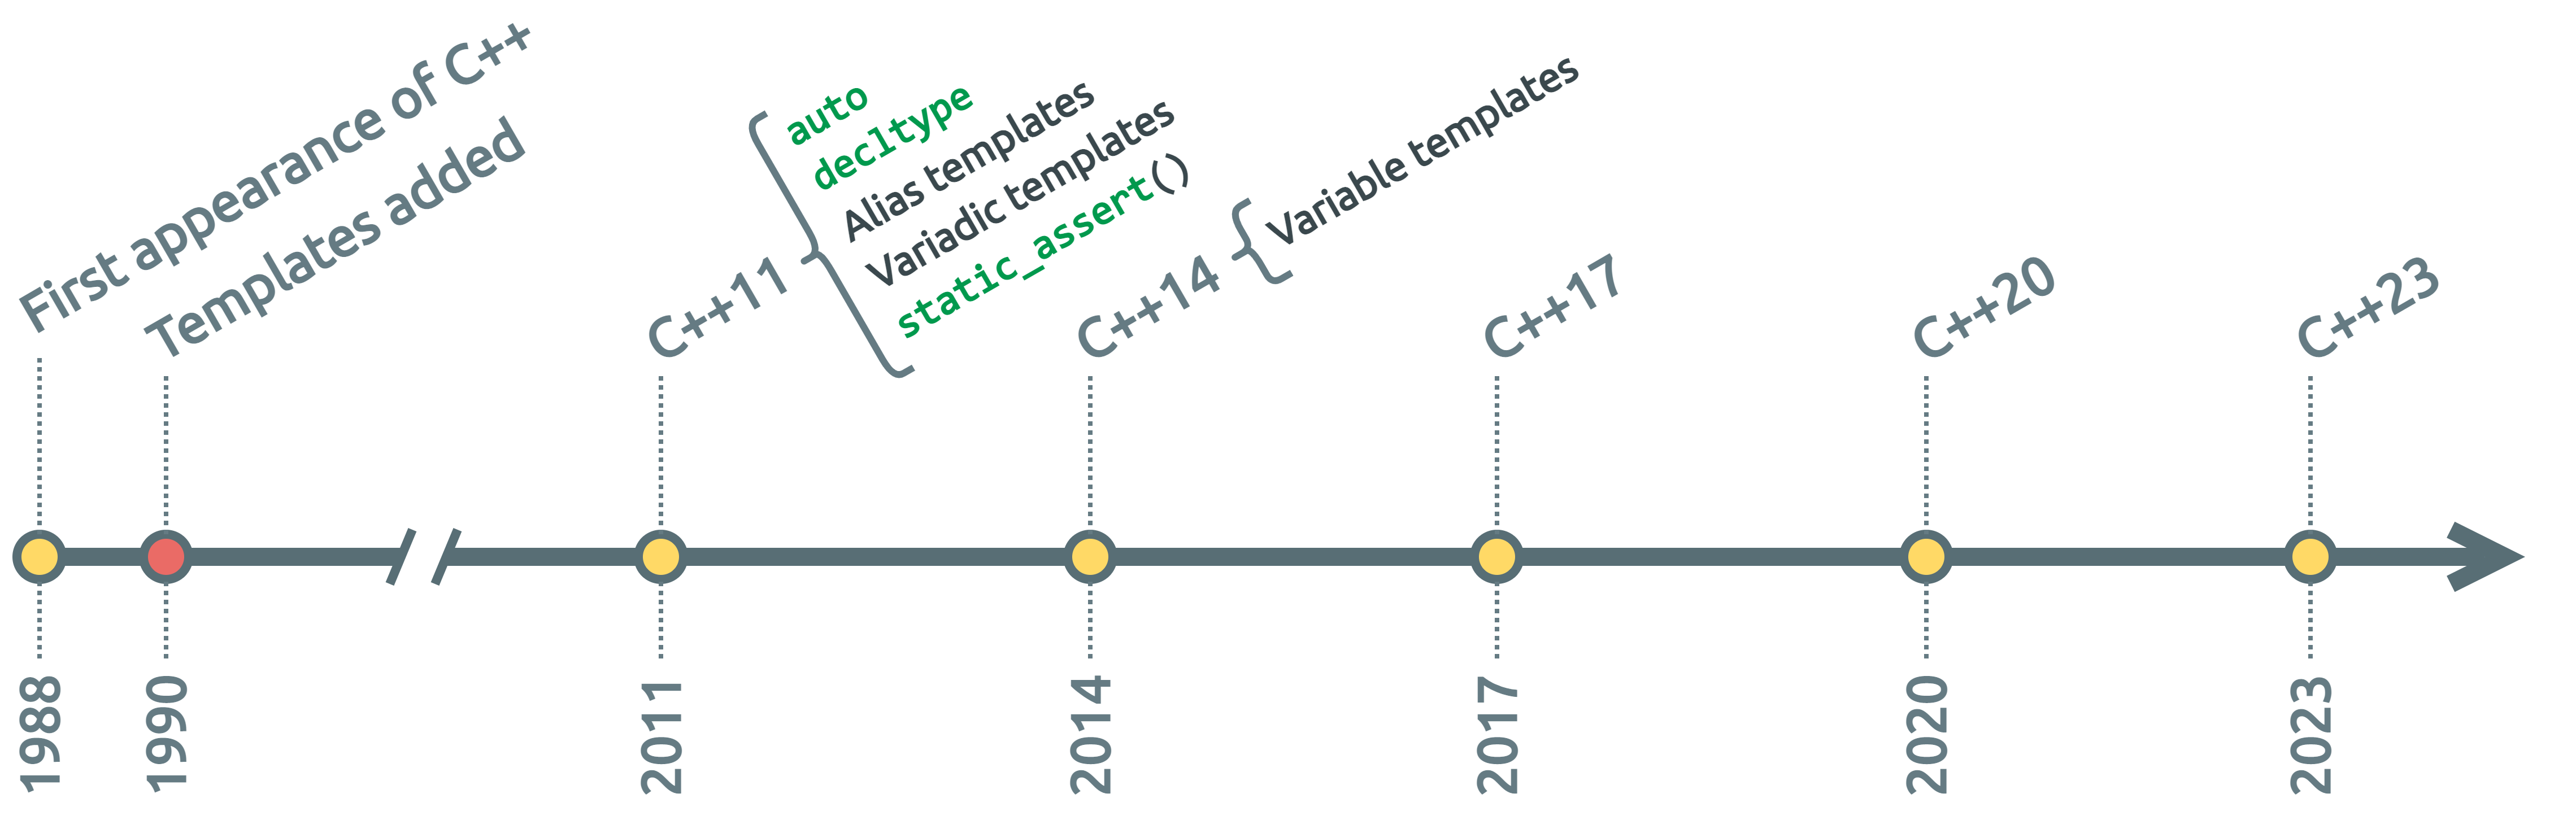 First appearance of C++
Templates added
C++11
auto
decltype
Alias templates
Variadic templates
static_assert()
C++14
Variable templates
C++17
C++20
C++23
1988
1990
2011
2014
2017
2020
2023